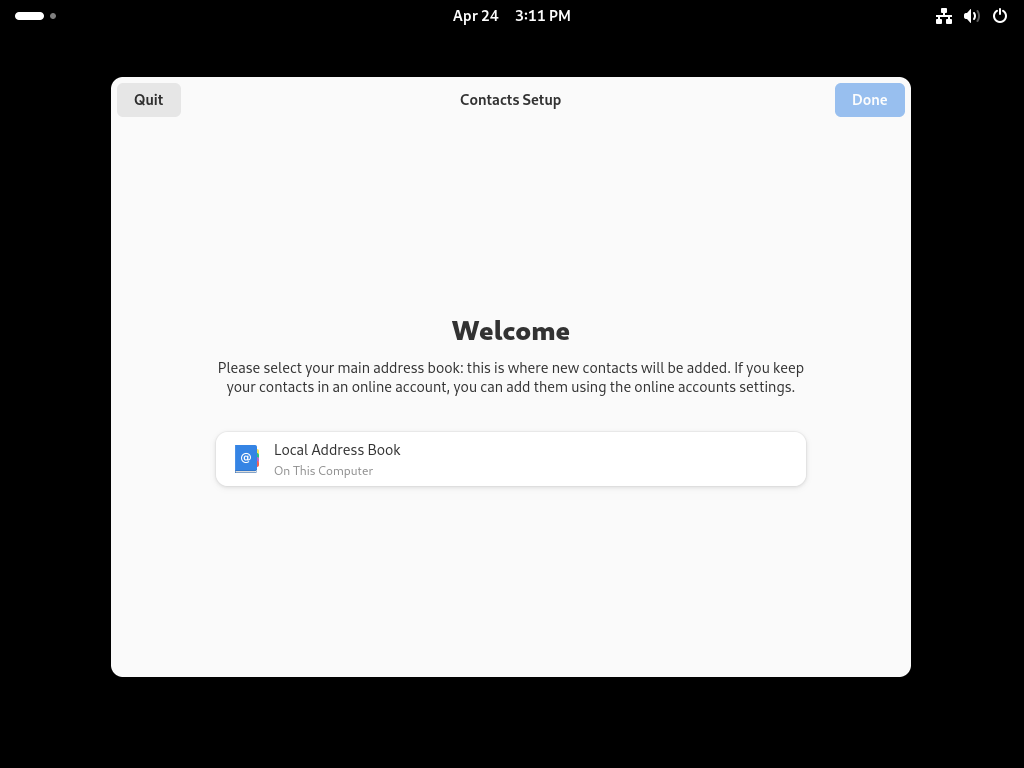 Apr 24 3:11 PM
Quit Contacts Setup Done
Welcome
Please select your main address book: this is where new contacts will be added. If you keep
your contacts in an online account, you can add them using the online accounts settings.
@
Local Address Book
On This Computer